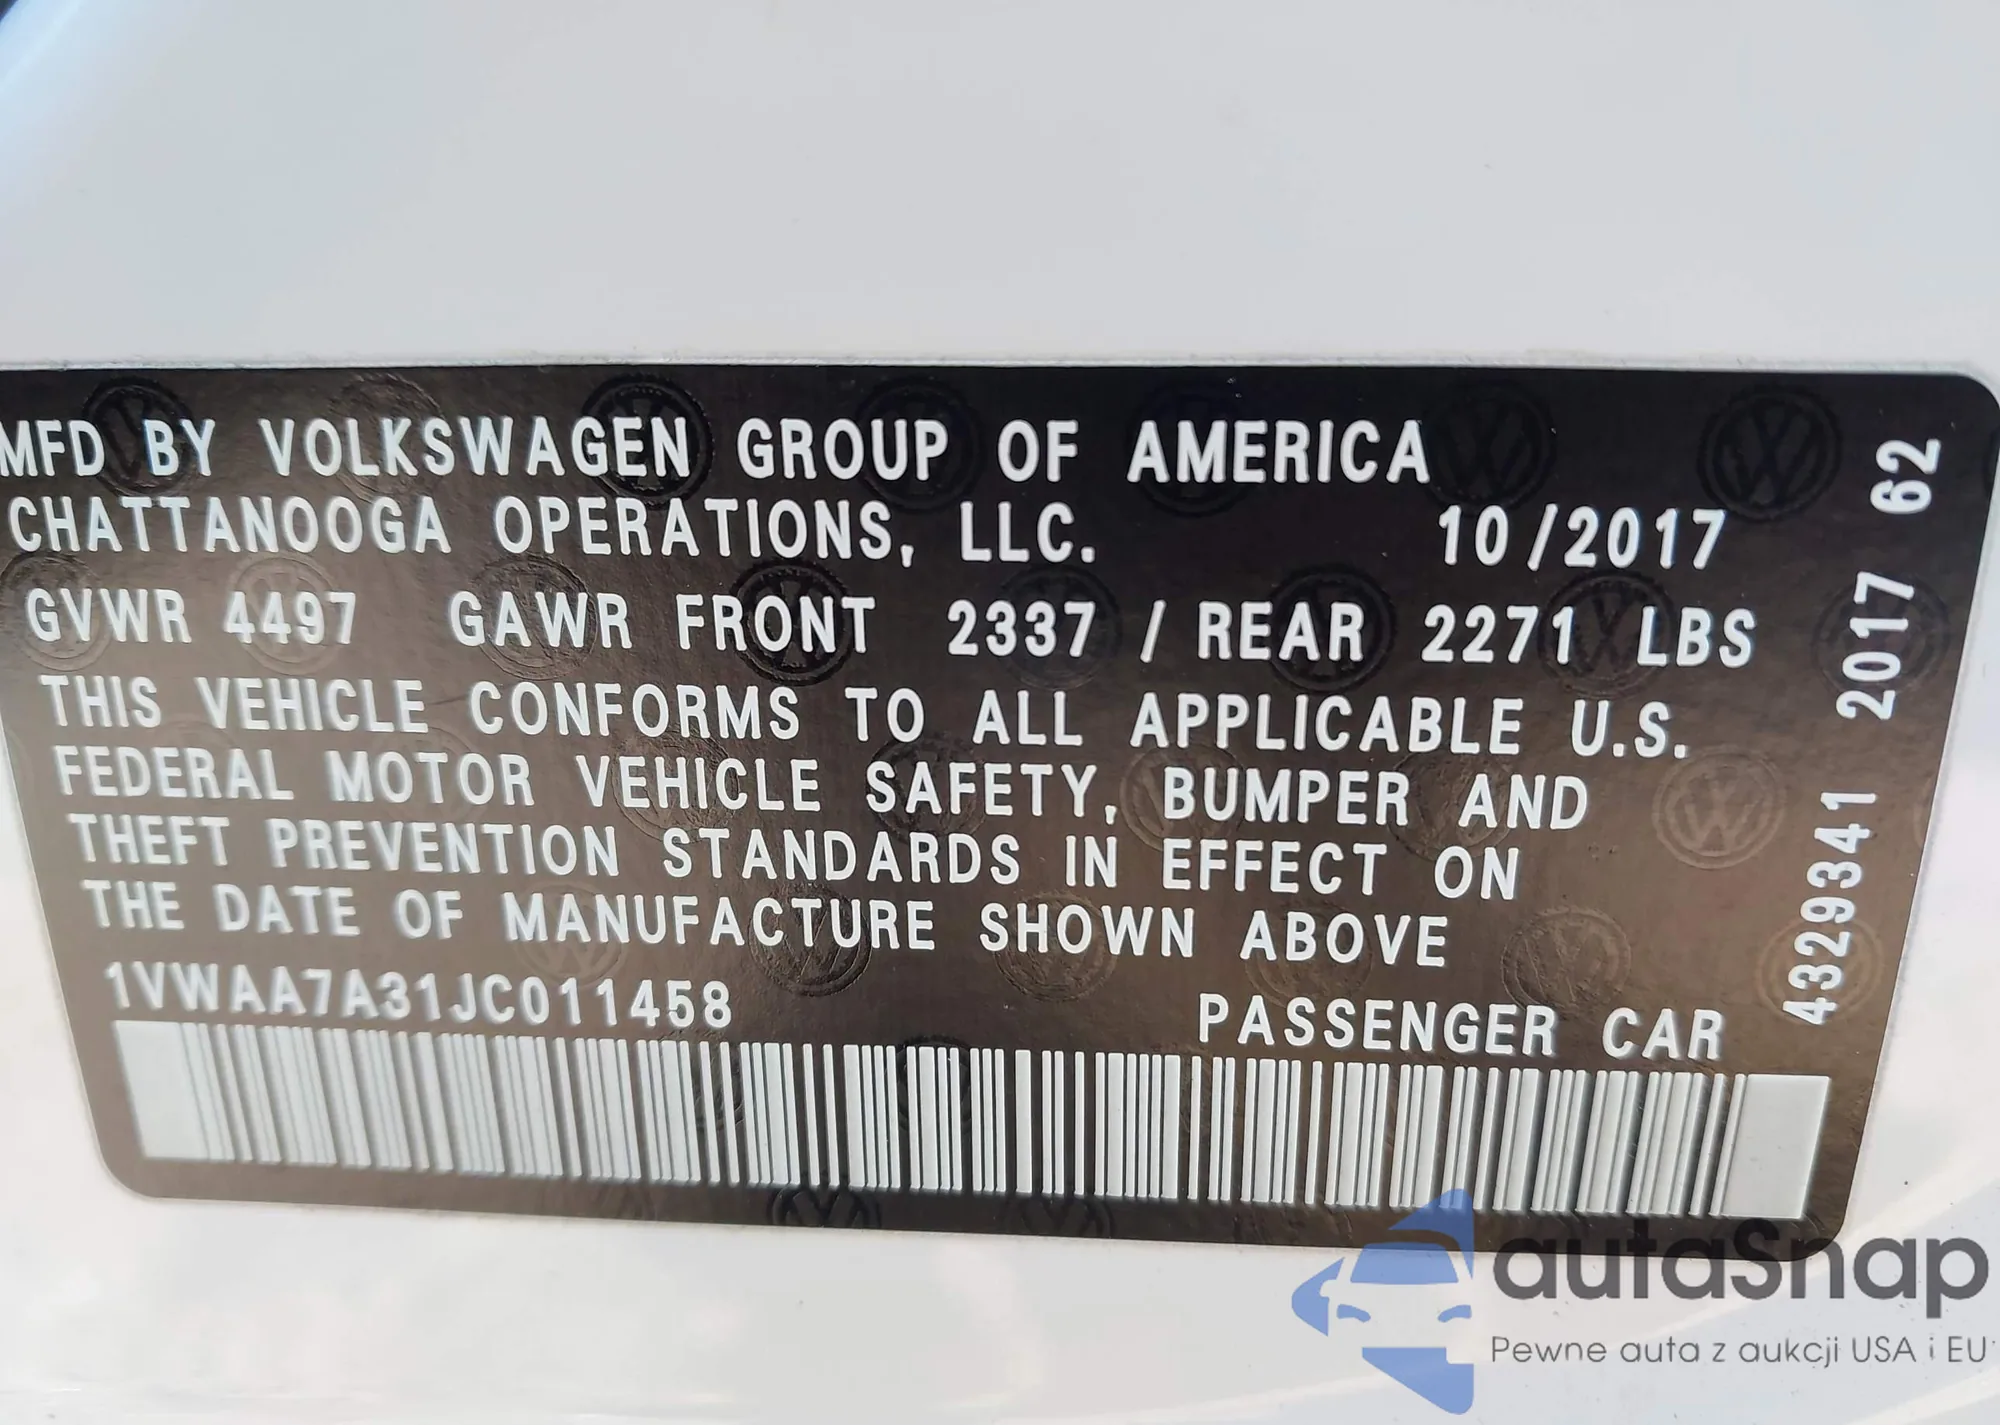 MFD BY VOLKSWAGEN GROUP OF AMERICA
CHATTANOOGA OPERATIONS, LLC. 10/2017
GVWR 4497 GAWR FRONT 2337 / REAR 2271 LBS
THIS VEHICLE CONFORMS TO ALL APPLICABLE U.S.
FEDERAL MOTOR VEHICLE SAFETY, BUMPER AND
THEFT PREVENTION STANDARDS IN EFFECT ON
THE DATE OF MANUFACTURE SHOWN ABOVE
1VWAA7A31JC011458 PASSENGER CAR
4329341 2017 62
autaSnap
Pewne auta z aukcji USA i EU